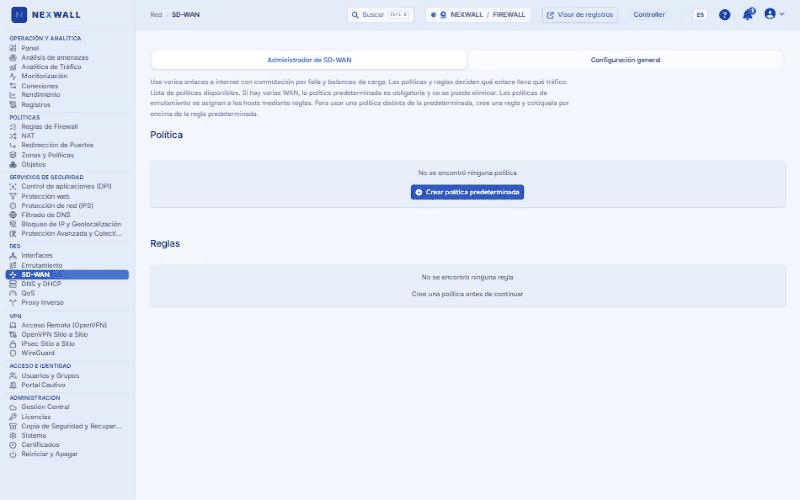 NEXWALL
Red / SD-WAN
Buscar Ctrl K
NEXWALL / FIREWALL
Visor de registros
Controller
ES
OPERACIÓN Y ANALÍTICA
Panel
Análisis de amenazas
Analítica de Tráfico
Monitorización
Conexiones
Rendimiento
Registros
POLÍTICAS
Reglas de Firewall
NAT
Redirección de Puertos
Zonas y Políticas
Objetos
SERVICIOS DE SEGURIDAD
Control de aplicaciones (DPI)
Protección web
Protección de red (IPS)
Filtrado de DNS
Bloqueo de IP y Geolocalización
Protección Avanzada y Colecti...
RED
Interfaces
Enrutamiento
SD-WAN
DNS y DHCP
QoS
Proxy Inverso
VPN
Acceso Remoto (OpenVPN)
OpenVPN Sitio a Sitio
IPsec Sitio a Sitio
WireGuard
ACCESO E IDENTIDAD
Usuarios y Grupos
Portal Cautivo
ADMINISTRACIÓN
Gestión Central
Licencias
Copia de Seguridad y Recuper...
Sistema
Certificados
Reiniciar y Apagar
Administrador de SD-WAN
Configuración general
Use varios enlaces a internet con conmutación por falla y balanceo de carga. Las políticas y reglas deciden qué enlace lleva qué tráfico.
Lista de políticas disponibles. Si hay varias WAN, la política predeterminada es obligatoria y no se puede eliminar. Las políticas de
enrutamiento se asignan a los hosts mediante reglas. Para usar una política distinta de la predeterminada, cree una regla y colóquela por
encima de la regla predeterminada.
Política
No se encontró ninguna política
Crear política predeterminada
Reglas
No se encontró ninguna regla
Cree una política antes de continuar